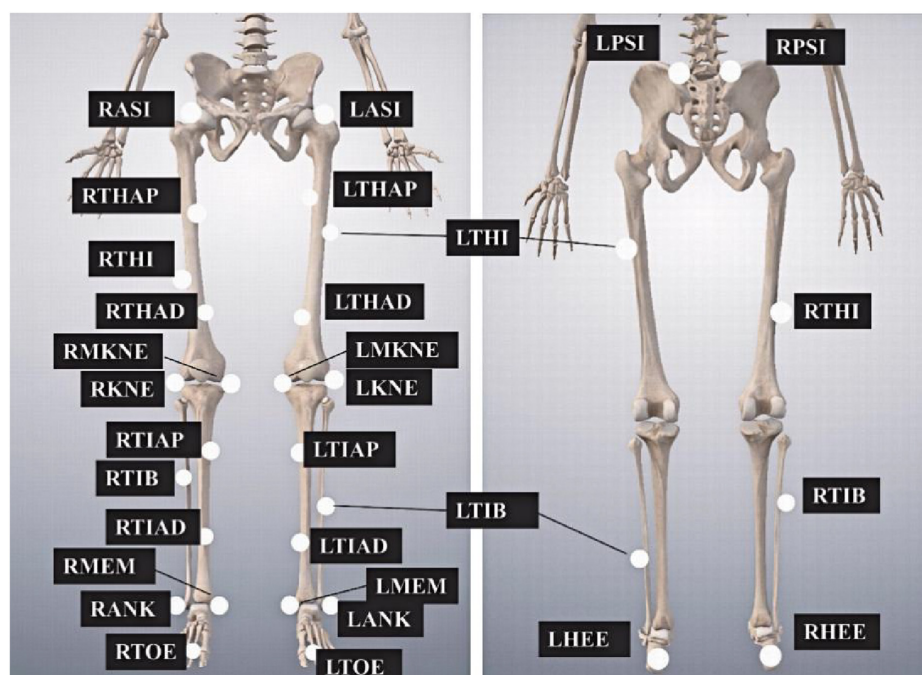 RASI
LASI
RTHAP
LTHAP
RTHI
RTHAD
LTHAD
RMKNE
LMKNE
RKNE
LKNE
RTIAP
LTIAP
RTIB
RTIAD
LTIAD
RMEM
LMEM
RANK
LANK
RTOE
LTOE
LTHI
LTIB
LPSI
RPSI
RTHI
RTIB
LHEE
RHEE